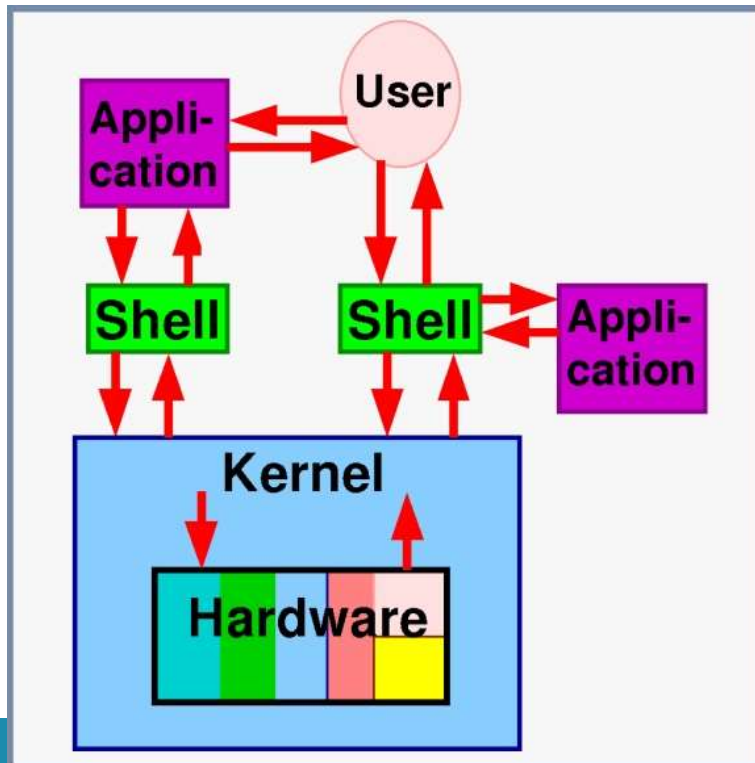 User
Appli-
cation
Shell
Shell
Appli-
cation
Kernel
Hardware